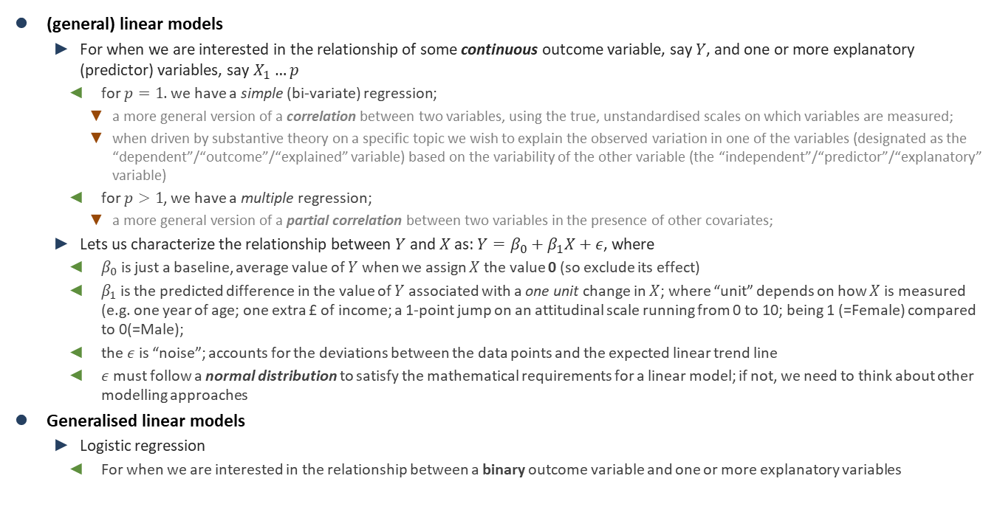 (general) linear models
For when we are interested in the relationship of some continuous outcome variable, say Y, and one or more explanatory
(predictor) variables, say X₁ … p
for p = 1. we have a simple (bi-variate) regression;
a more general version of a correlation between two variables, using the true, unstandardised scales on which variables are measured;
when driven by substantive theory on a specific topic we wish to explain the observed variation in one of the variables (designated as the
“dependent”/“outcome”/“explained” variable) based on the variability of the other variable (the “independent”/“predictor”/“explanatory”
variable)
for p > 1, we have a multiple regression;
a more general version of a partial correlation between two variables in the presence of other covariates;
Lets us characterize the relationship between Y and X as: Y = β₀ + β₁X + ϵ, where
β₀ is just a baseline, average value of Y when we assign X the value 0 (so exclude its effect)
β₁ is the predicted difference in the value of Y associated with a one unit change in X; where “unit” depends on how X is measured
(e.g. one year of age; one extra £ of income; a 1-point jump on an attitudinal scale running from 0 to 10; being 1 (=Female) compared
to 0(=Male);
the ϵ is “noise”; accounts for the deviations between the data points and the expected linear trend line
ϵ must follow a normal distribution to satisfy the mathematical requirements for a linear model; if not, we need to think about other
modelling approaches
Generalised linear models
Logistic regression
For when we are interested in the relationship between a binary outcome variable and one or more explanatory variables